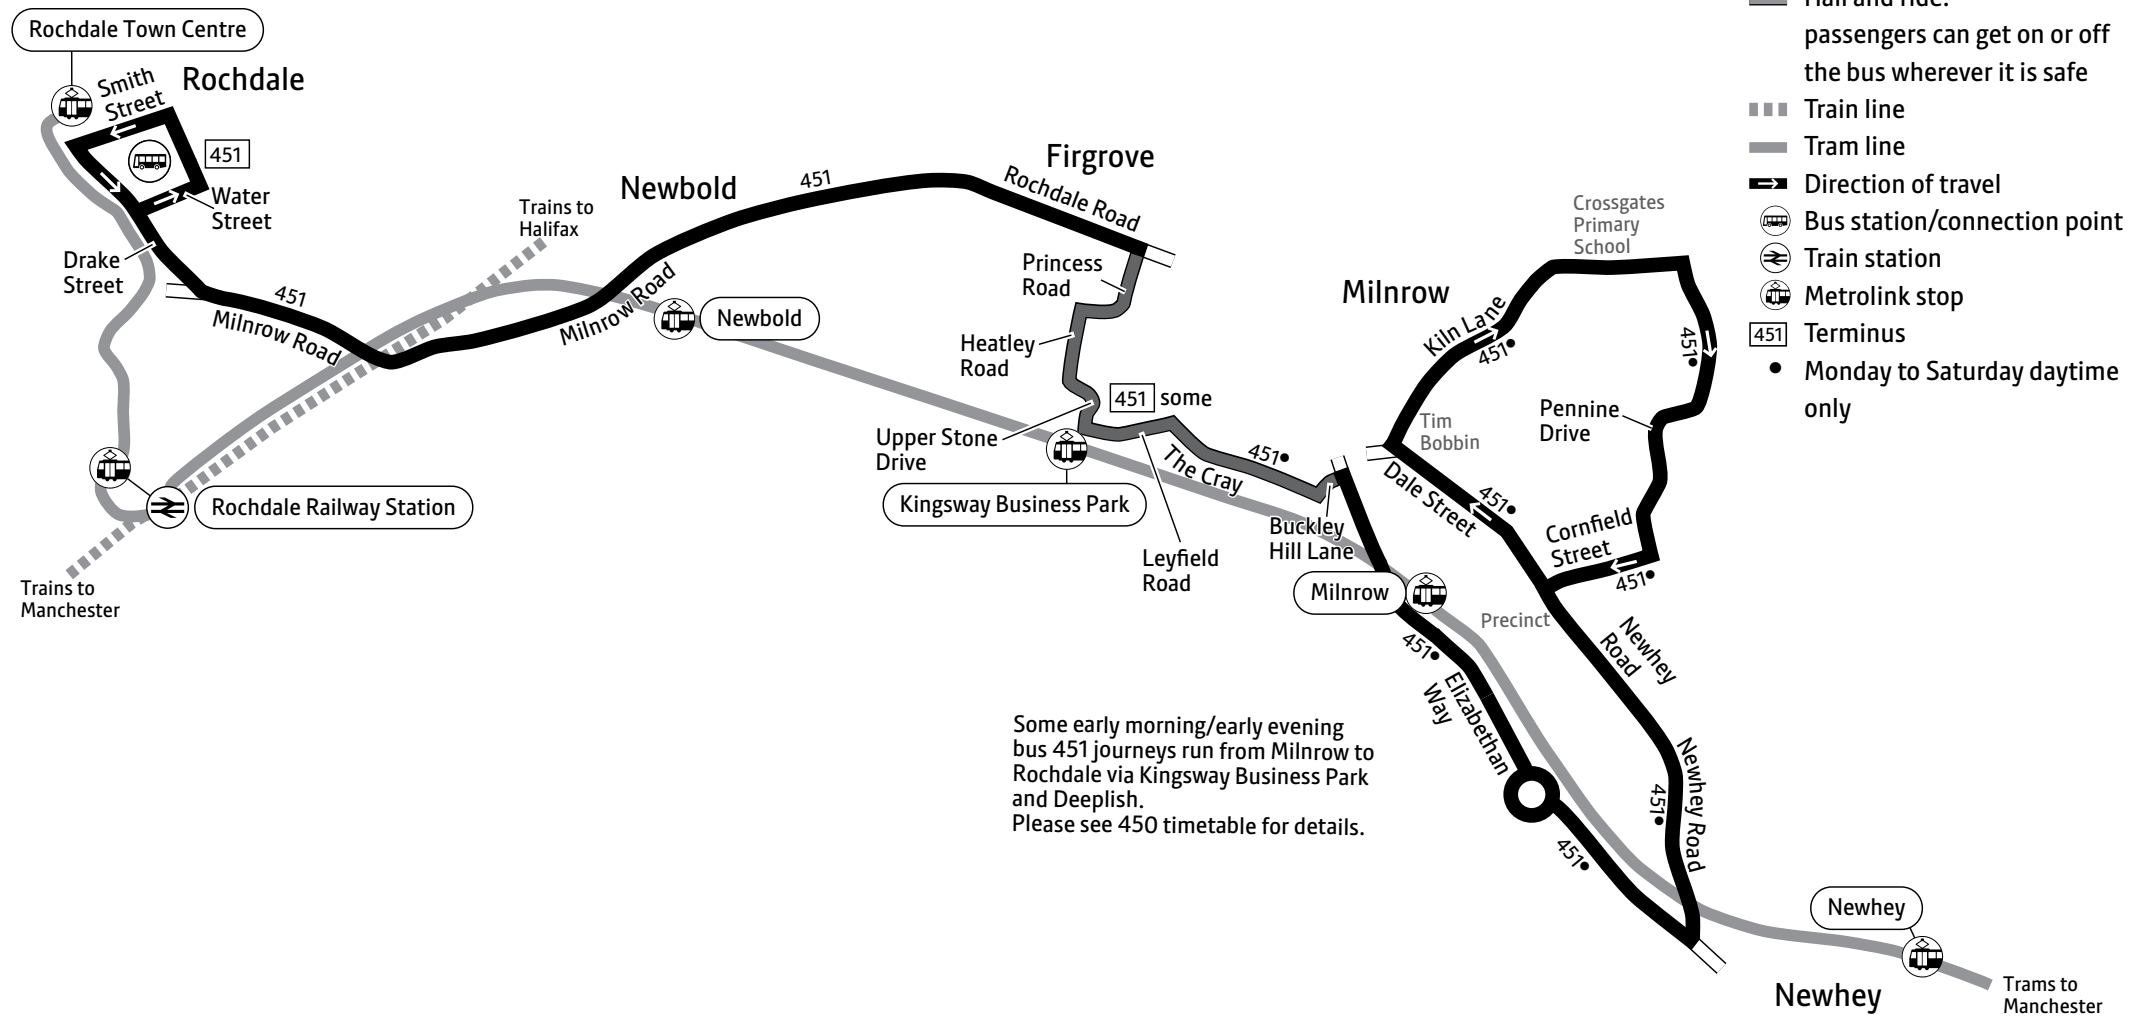 Rochdale Town Centre
Smith
Street
Rochdale
451
Water
Street
Drake
Street
451
Milnrow Road
Trains to
Halifax
Newbold
451
Milnrow Road
Newbold
Firgrove
Rochdale Road
Princess
Road
Heatley
Road
451 some
Upper Stone
Drive
451●
The Cray
Kingsway Business Park
Buckley
Hill Lane
Leyfield
Road
Rochdale Railway Station
Trains to
Manchester
Milnrow
Kiln Lane
451●
Crossgates
Primary
School
451●
Pennine
Drive
Tim
Bobbin
Dale Street
451●
Cornfield
Street
451●
Milnrow
Precinct
Newhey
Road
451●
Elizabethan
Way
451●
Newhey Road
451●
Newhey
Newhey
Trams to
Manchester
Some early morning/early evening
bus 451 journeys run from Milnrow to
Rochdale via Kingsway Business Park
and Deeplish.
Please see 450 timetable for details.
passengers can get on or off
the bus wherever it is safe
Train line
Tram line
Direction of travel
Bus station/connection point
Train station
Metrolink stop
451 Terminus
● Monday to Saturday daytime
only